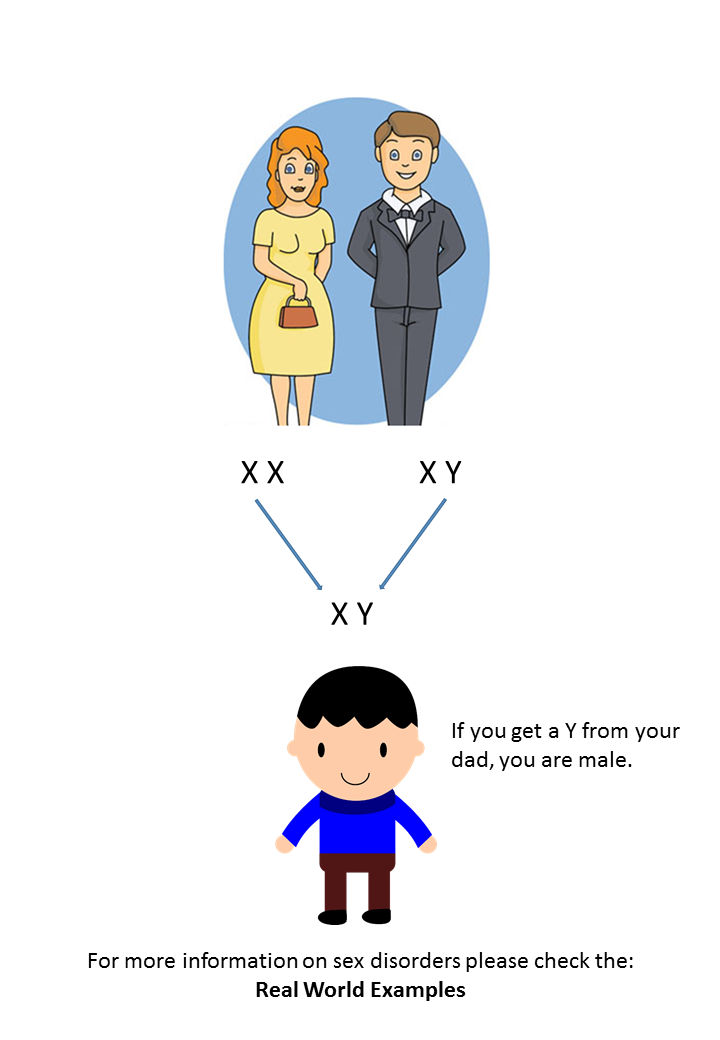 X X X Y
X Y
If you get a Y from your
dad, you are male.
For more information on sex disorders please check the:
Real World Examples